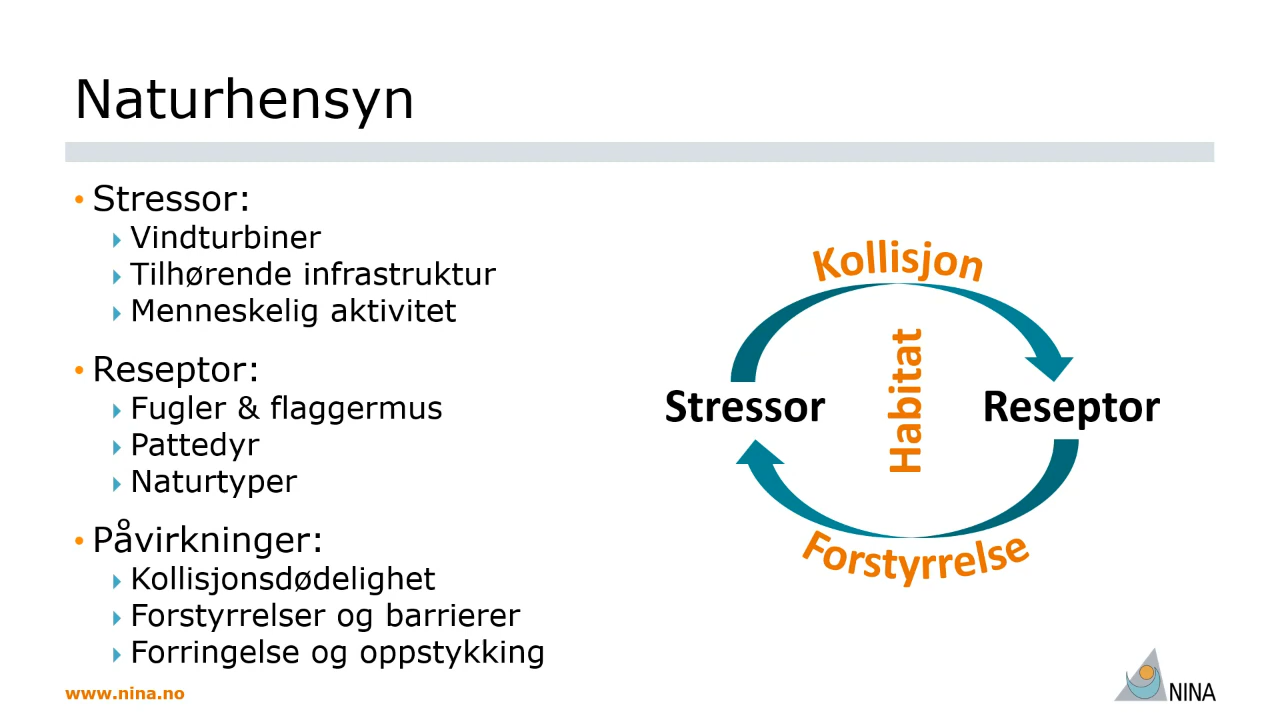 Naturhensyn
• Stressor:
Vindturbiner
Tilhørende infrastruktur
Menneskelig aktivitet
• Reseptor:
Fugler & flaggermus
Pattedyr
Naturtyper
• Påvirkninger:
Kollisjonsdødelighet
Forstyrrelser og barrierer
Forringelse og oppstykking
Kollisjon
Habitat
Stressor
Reseptor
Forstyrrelse
www.nina.no
NINA